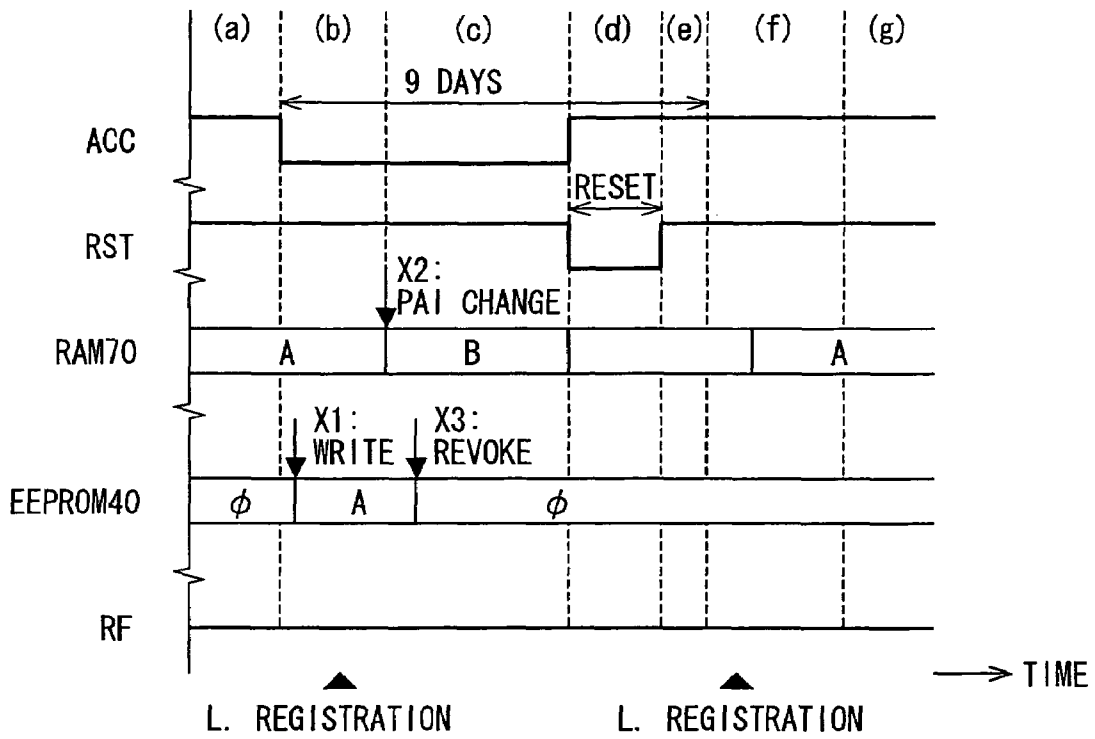 (a) (b) (c) (d) (e) (f) (g)
9 DAYS
ACC
RESET
RST
X2:
PAI CHANGE
RAM70 A B A
X1: X3:
WRITE REVOKE
EEPROM40 ϕ A ϕ
RF
TIME
L. REGISTRATION L. REGISTRATION